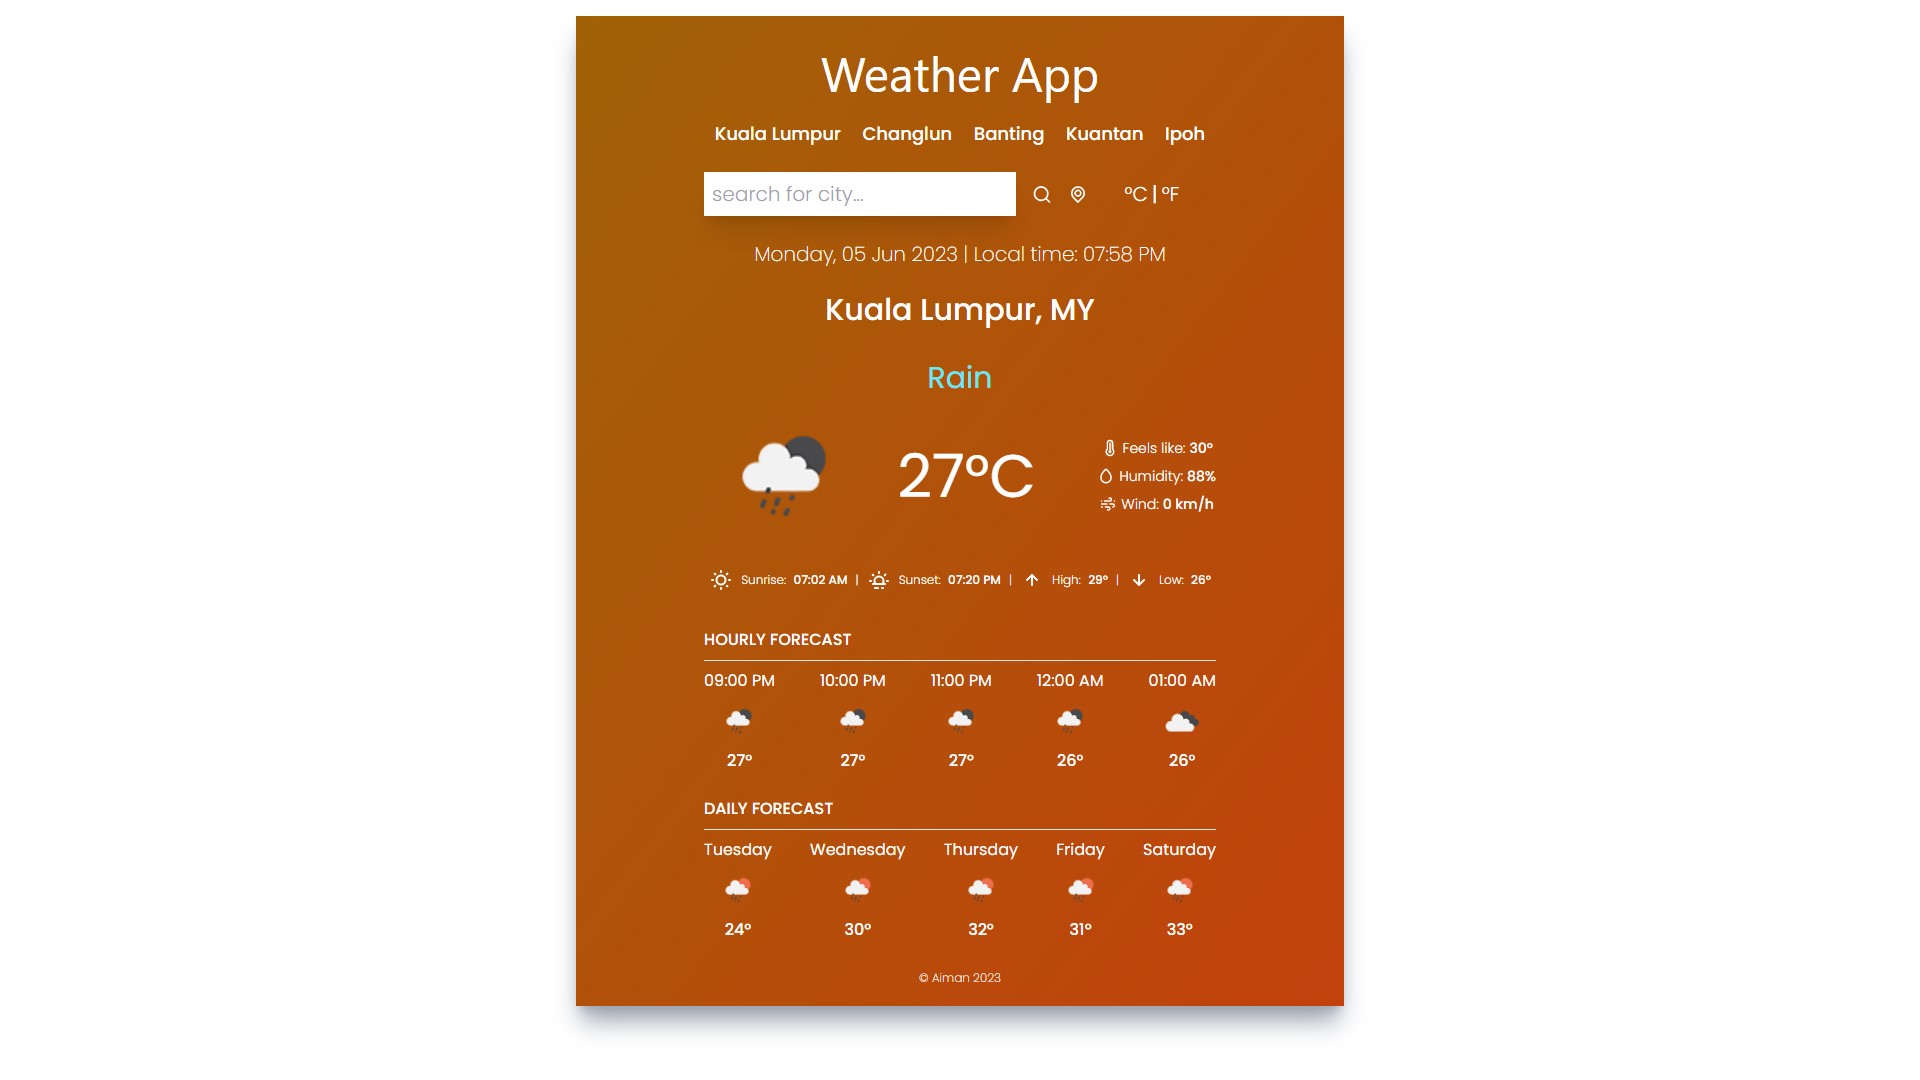 Weather App
Kuala Lumpur Changlun Banting Kuantan Ipoh
search for city...
°C | °F
Monday, 05 Jun 2023 | Local time: 07:58 PM
Kuala Lumpur, MY
Rain
27°C
Feels like: 30°
Humidity: 88%
Wind: 0 km/h
Sunrise: 07:02 AM | Sunset: 07:20 PM | High: 29° | Low: 26°
HOURLY FORECAST
09:00 PM 10:00 PM 11:00 PM 12:00 AM 01:00 AM
27° 27° 27° 26° 26°
DAILY FORECAST
Tuesday Wednesday Thursday Friday Saturday
24° 30° 32° 31° 33°
© Aiman 2023